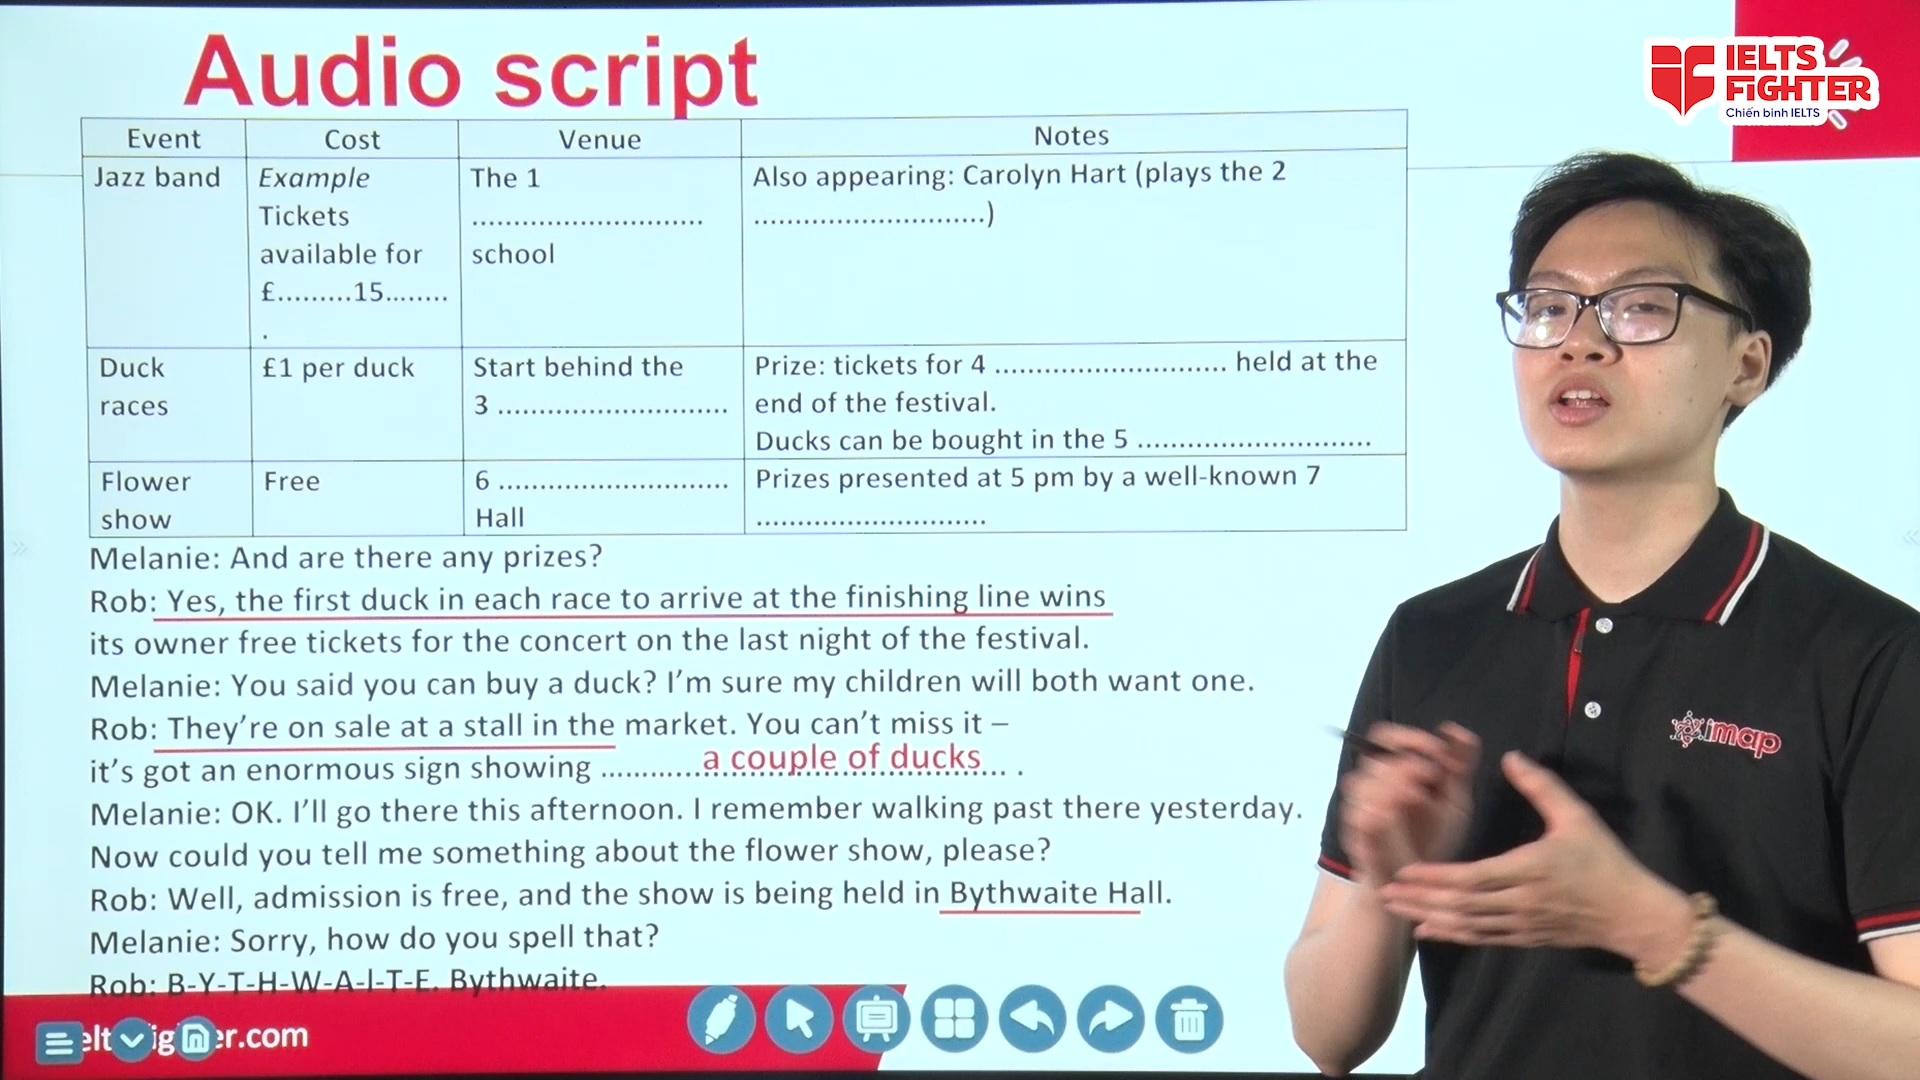 Audio script
IELTS
FIGHTER
Chiến binh IELTS
Event Cost Venue Notes
Jazz band Example The 1 Also appearing: Carolyn Hart (plays the 2
Tickets ............................ ............................)
available for school
£.........15........
.
Duck £1 per duck Start behind the Prize: tickets for 4 ............................ held at the
races 3 ............................ end of the festival.
Ducks can be bought in the 5 ............................
Flower Free 6 ............................ Prizes presented at 5 pm by a well-known 7
show Hall ............................
Melanie: And are there any prizes?
Rob: Yes, the first duck in each race to arrive at the finishing line wins
its owner free tickets for the concert on the last night of the festival.
Melanie: You said you can buy a duck? I’m sure my children will both want one.
Rob: They’re on sale at a stall in the market. You can’t miss it –
it’s got an enormous sign showing ............a couple of ducks... .
Melanie: OK. I’ll go there this afternoon. I remember walking past there yesterday.
Now could you tell me something about the flower show, please?
Rob: Well, admission is free, and the show is being held in Bythwaite Hall.
Melanie: Sorry, how do you spell that?
Rob: B-Y-T-H-W-A-I-T-E. Bythwaite.
imap
er.com